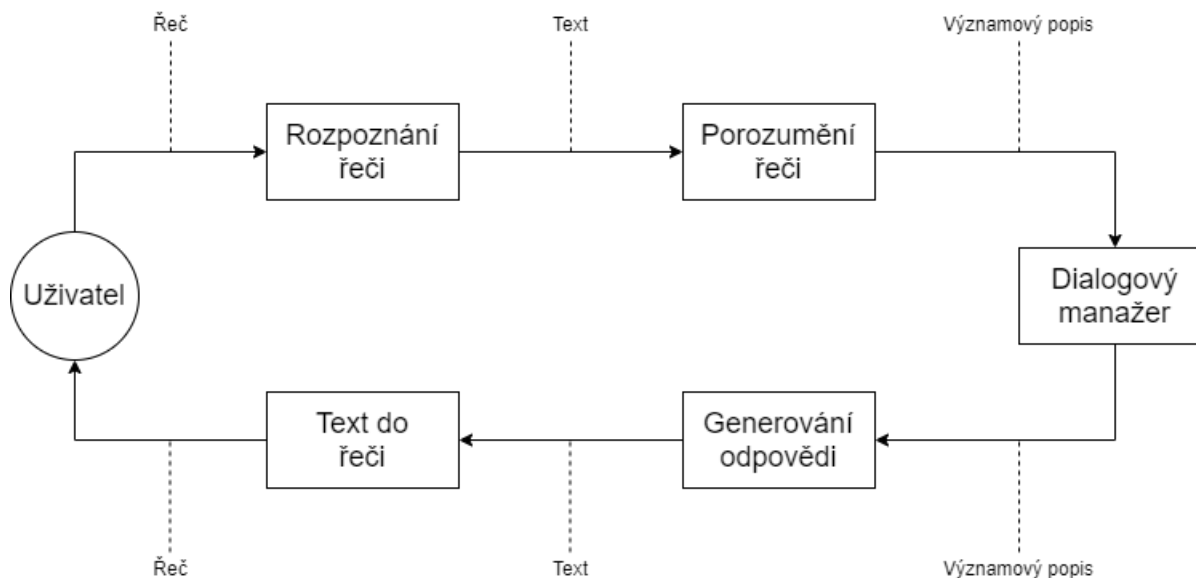 Řeč
Text
Významový popis
Rozpoznání
řeči
Porozumění
řeči
Uživatel
Dialogový
manažer
Text do
řeči
Generování
odpovědi
Řeč
Text
Významový popis